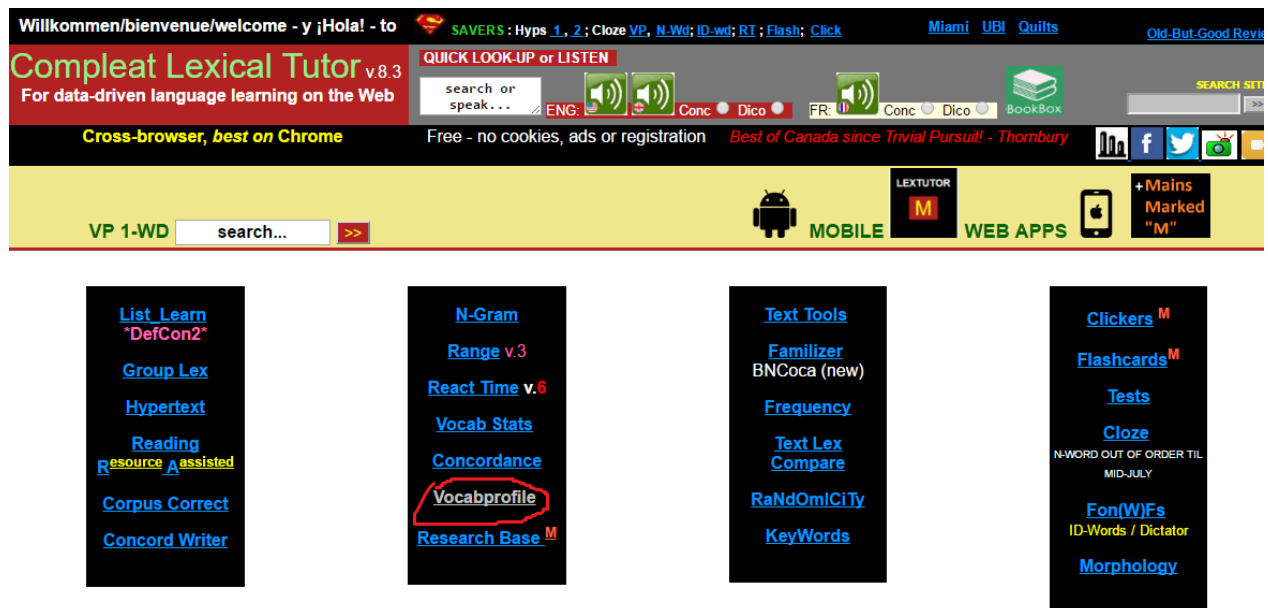 Willkommen/bienvenue/welcome - y ¡Hola! - to
SAVERS : Hyps 1, 2 ; Cloze VP, N-Wd; ID-wd; RT ; Flash; Click
Miami UBI Quilts
Old-But-Good Revie
Compleat Lexical Tutor v.8.3
For data-driven language learning on the Web
QUICK LOOK-UP or LISTEN
search or
speak...
ENG: Conc Dico
FR: Conc Dico
BookBox
SEARCH SITE
>>
Cross-browser, best on Chrome
Free - no cookies, ads or registration
Best of Canada since Trivial Pursuit! - Thornbury
f
VP 1-WD search... >>
MOBILE
LEXTUTOR
M
WEB APPS
+Mains
Marked
"M"
List_Learn
*DefCon2*
Group Lex
Hypertext
Reading
Resource Aassisted
Corpus Correct
Concord Writer
N-Gram
Range v.3
React Time v.6
Vocab Stats
Concordance
Vocabprofile
Research Base M
Text Tools
Familizer
BNCoca (new)
Frequency
Text Lex
Compare
RaNdOmICiTy
KeyWords
Clickers M
Flashcards M
Tests
Cloze
N-WORD OUT OF ORDER TIL
MID-JULY
Fon(W)Fs
ID-Words / Dictator
Morphology